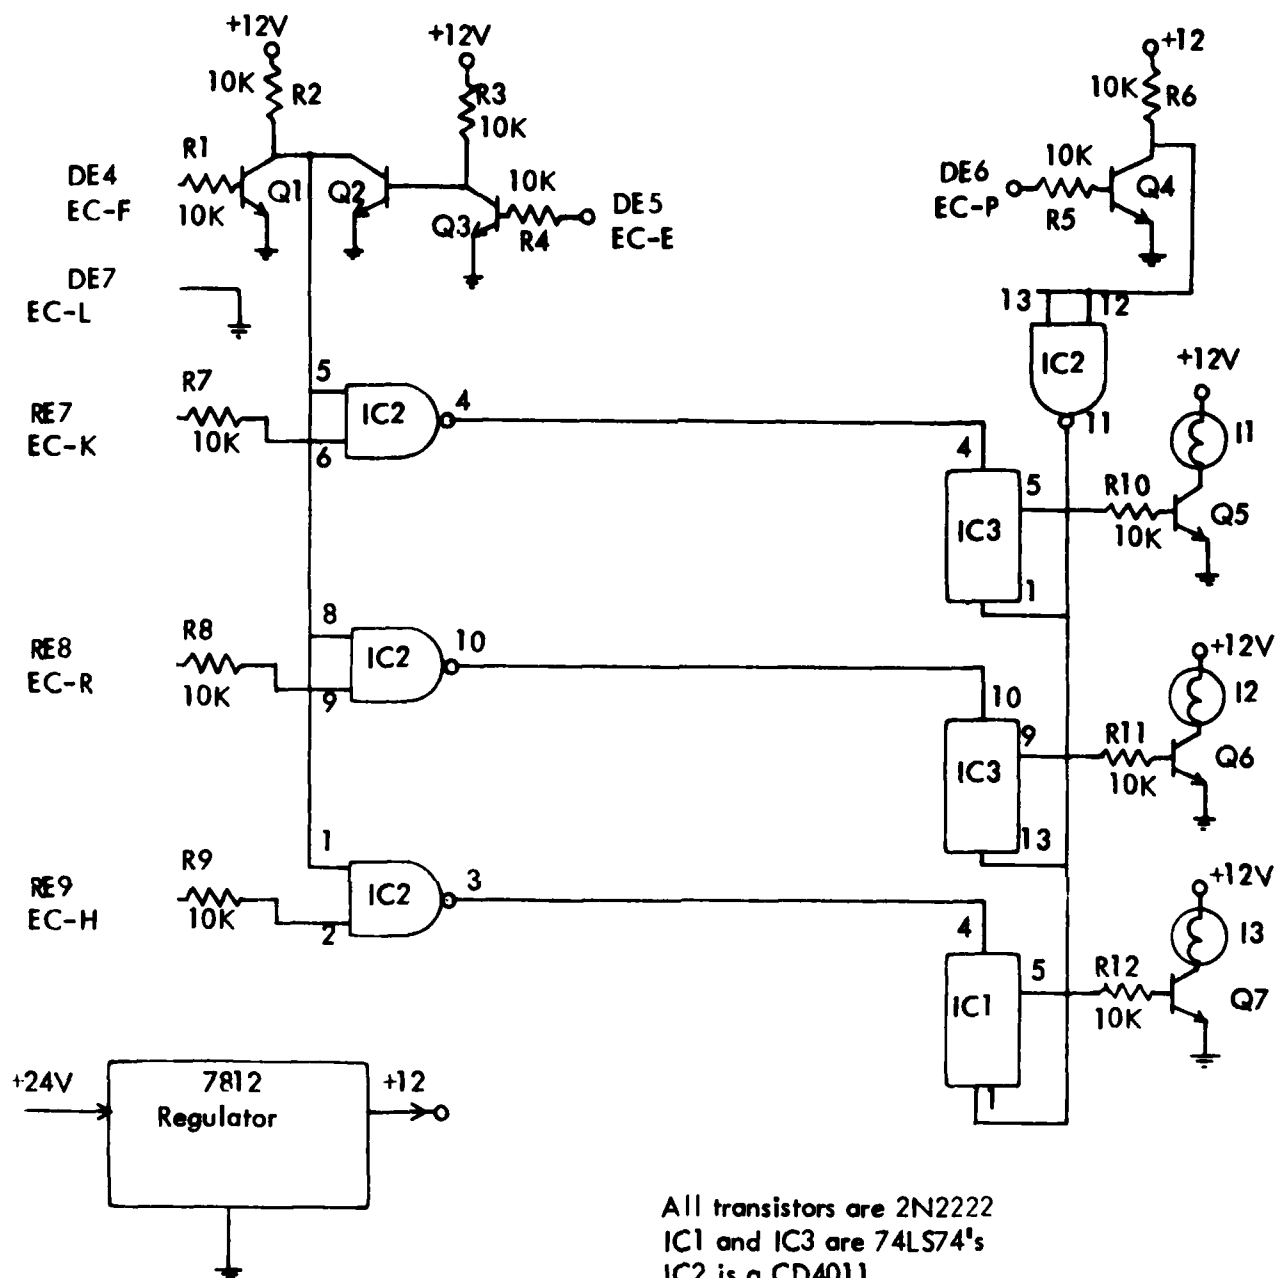 +12V
+12V
+12
10K
R2
R3
10K
10K
R6
R1
10K
DE4
EC-F
Q1
Q2
Q3
10K
R4
DE5
EC-E
DE6
EC-P
10K
R5
Q4
DE7
EC-L
13
12
IC2
11
+12V
I1
R7
10K
RE7
EC-K
5
6
IC2
4
4
IC3
5
1
R10
10K
Q5
R8
10K
RE8
EC-R
8
9
IC2
10
10
IC3
9
13
R11
10K
Q6
+12V
I2
R9
10K
RE9
EC-H
1
2
IC2
3
4
IC1
5
1
R12
10K
Q7
+12V
I3
+24V
7812
Regulator
+12
All transistors are 2N2222
IC1 and IC3 are 74LS74's
IC2 is a CD4011